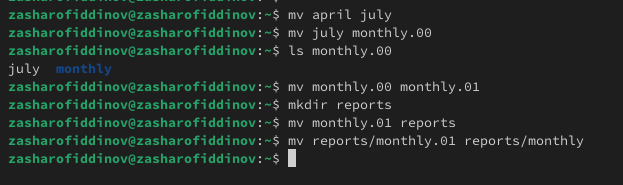 zasharofiddinov@zasharofiddinov:~$ mv april july
zasharofiddinov@zasharofiddinov:~$ mv july monthly.00
zasharofiddinov@zasharofiddinov:~$ ls monthly.00
july  monthly
zasharofiddinov@zasharofiddinov:~$ mv monthly.00 monthly.01
zasharofiddinov@zasharofiddinov:~$ mkdir reports
zasharofiddinov@zasharofiddinov:~$ mv monthly.01 reports
zasharofiddinov@zasharofiddinov:~$ mv reports/monthly.01 reports/monthly
zasharofiddinov@zasharofiddinov:~$